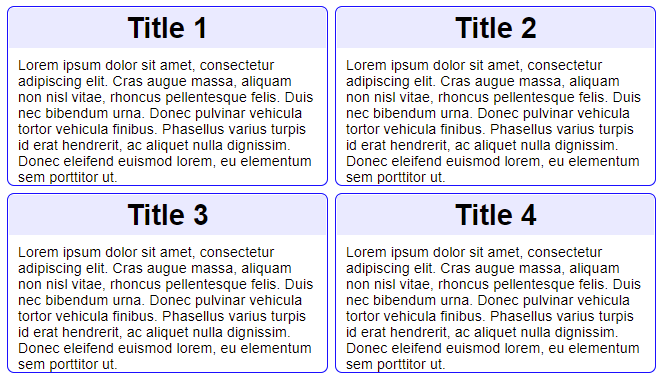 Title 1
Lorem ipsum dolor sit amet, consectetur
adipiscing elit. Cras augue massa, aliquam
non nisl vitae, rhoncus pellentesque felis. Duis
nec bibendum urna. Donec pulvinar vehicula
tortor vehicula finibus. Phasellus varius turpis
id erat hendrerit, ac aliquet nulla dignissim.
Donec eleifend euismod lorem, eu elementum
sem porttitor ut.
Title 2
Lorem ipsum dolor sit amet, consectetur
adipiscing elit. Cras augue massa, aliquam
non nisl vitae, rhoncus pellentesque felis. Duis
nec bibendum urna. Donec pulvinar vehicula
tortor vehicula finibus. Phasellus varius turpis
id erat hendrerit, ac aliquet nulla dignissim.
Donec eleifend euismod lorem, eu elementum
sem porttitor ut.
Title 3
Lorem ipsum dolor sit amet, consectetur
adipiscing elit. Cras augue massa, aliquam
non nisl vitae, rhoncus pellentesque felis. Duis
nec bibendum urna. Donec pulvinar vehicula
tortor vehicula finibus. Phasellus varius turpis
id erat hendrerit, ac aliquet nulla dignissim.
Donec eleifend euismod lorem, eu elementum
sem porttitor ut.
Title 4
Lorem ipsum dolor sit amet, consectetur
adipiscing elit. Cras augue massa, aliquam
non nisl vitae, rhoncus pellentesque felis. Duis
nec bibendum urna. Donec pulvinar vehicula
tortor vehicula finibus. Phasellus varius turpis
id erat hendrerit, ac aliquet nulla dignissim.
Donec eleifend euismod lorem, eu elementum
sem porttitor ut.